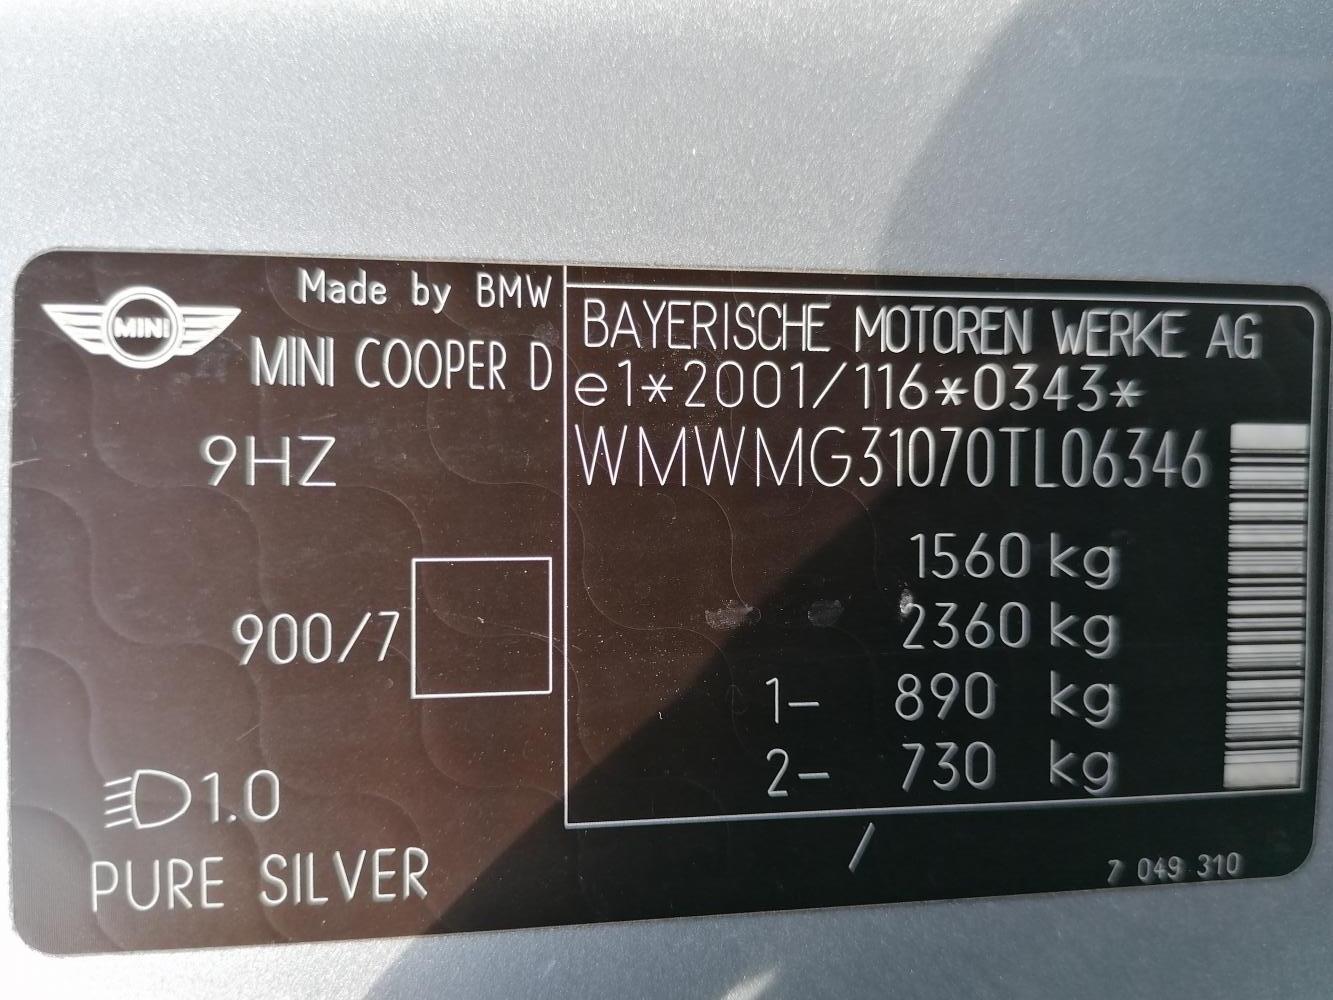 Made by BMW
MINI
MINI COOPER D
9HZ
900/7
1.0
PURE SILVER
BAYERISCHE MOTOREN WERKE AG
e1*2001/116*0343*
WMWMG31070TL06346
1560 kg
2360 kg
1- 890 kg
2- 730 kg
/
7 049 310